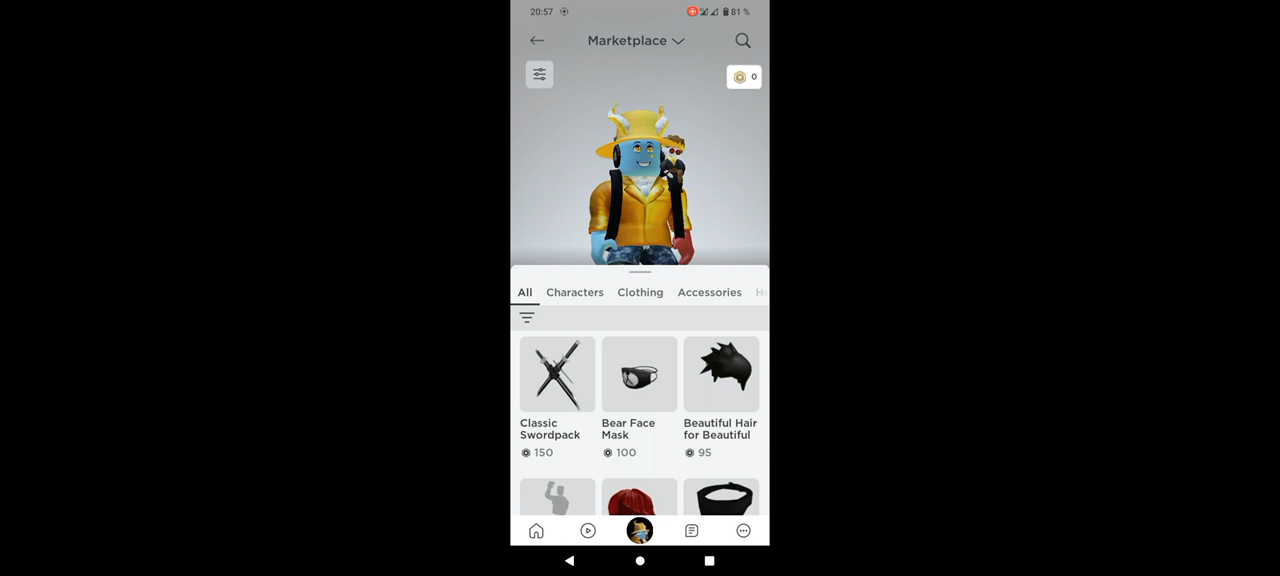 20:57 81 %
Marketplace
0
All Characters Clothing Accessories
Classic Swordpack
150
Bear Face Mask
100
Beautiful Hair for Beautiful
95